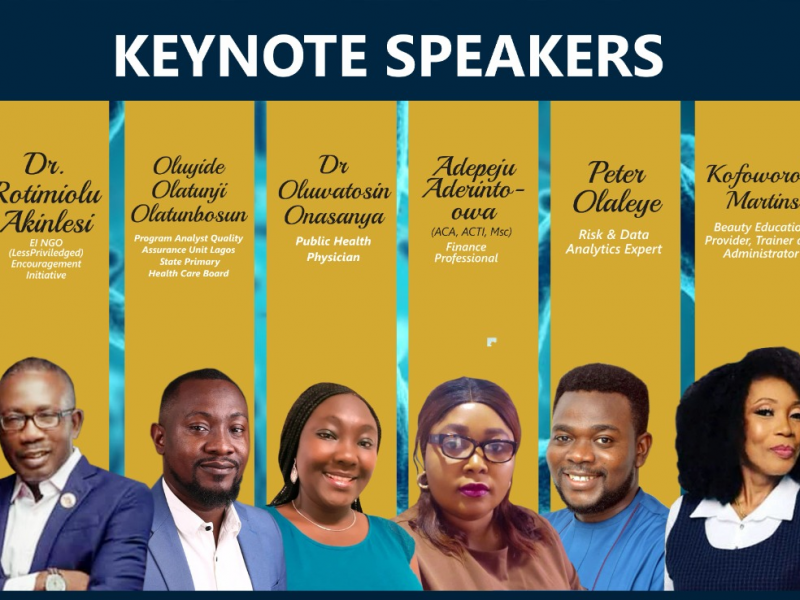 KEYNOTE SPEAKERS
Dr.
Rotimiolu
Akinlesi
EI NGO
(LessPriviledged)
Encouragement
Initiative
Oluyide
Olatunji
Olatunbosun
Program Analyst Quality
Assurance Unit Lagos
State Primary
Health Care Board
Dr
Oluwatosin
Onasanya
Public Health
Physician
Adepeju
Aderinto-
owa
(ACA, ACTI, Msc)
Finance
Professional
Peter
Olaleye
Risk & Data
Analytics Expert
Martins
Beauty Education
Provider, Trainer
Administrator